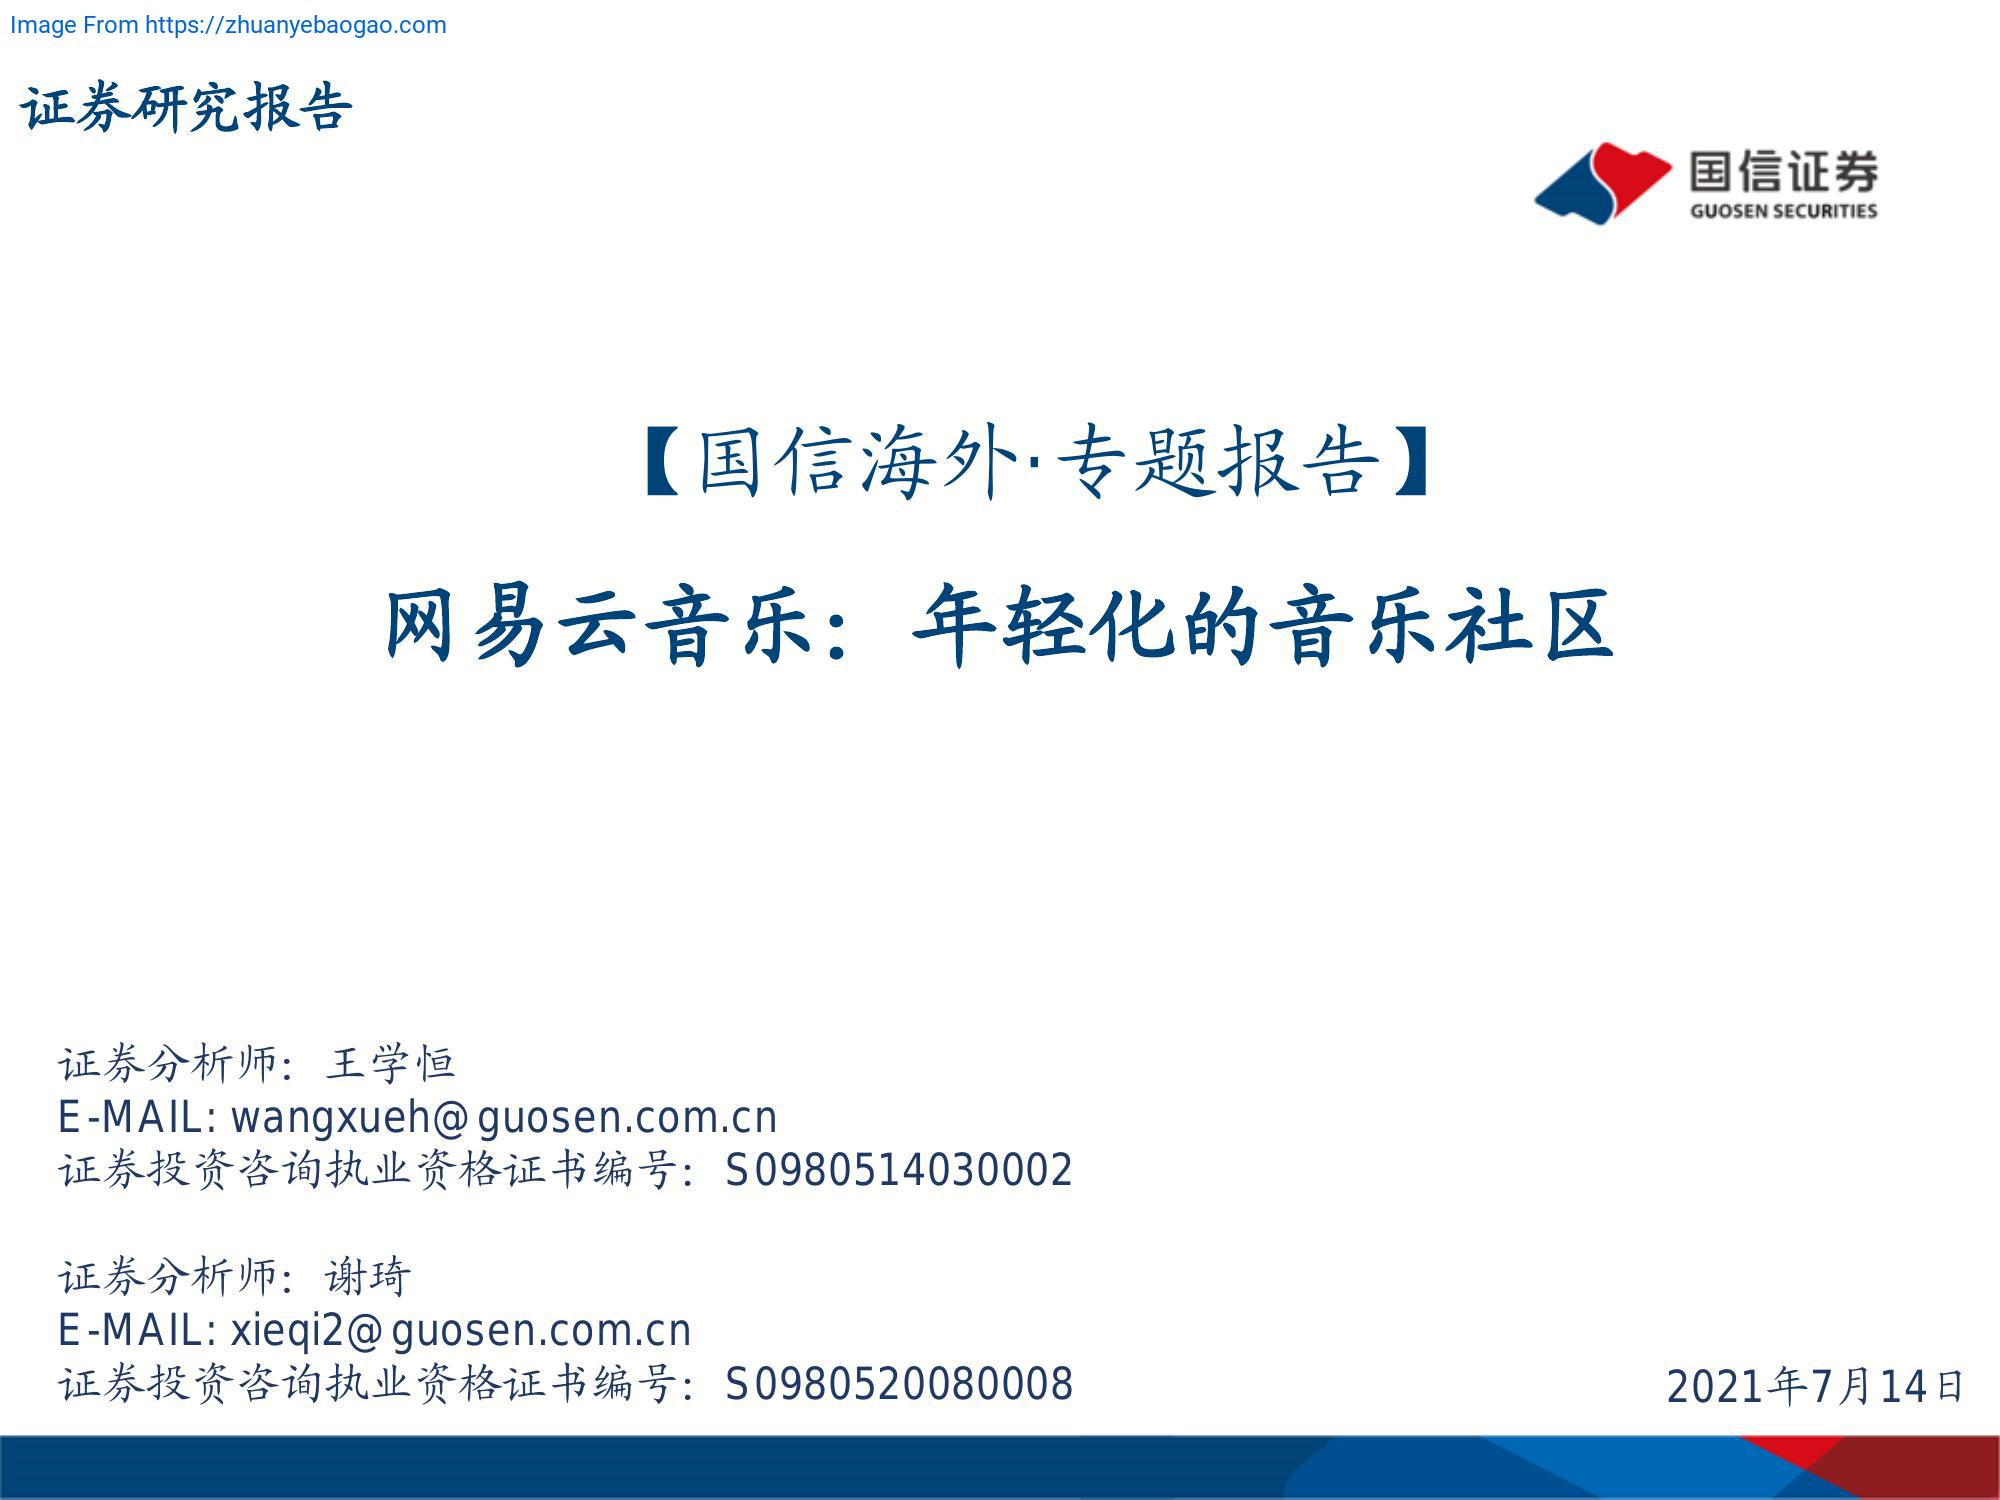 Image From https://zhuanyebaogao.com
证券研究报告
国信证券
GUOSEN SECURITIES
【国信海外·专题报告】
网易云音乐：年轻化的音乐社区
证券分析师：王学恒
E-MAIL: wangxueh@guosen.com.cn
证券投资咨询执业资格证书编号：S0980514030002
证券分析师：谢琦
E-MAIL: xieqi2@guosen.com.cn
证券投资咨询执业资格证书编号：S0980520080008
2021年7月14日